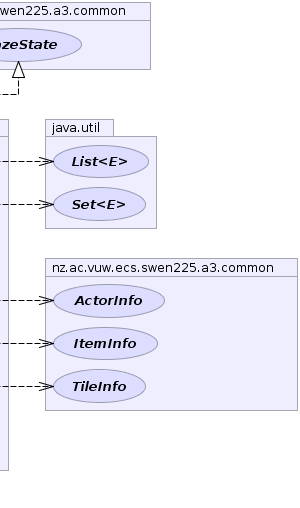 swen225.a3.common
zeState
java.util
List<E>
Set<E>
nz.ac.vuw.ecs.swen225.a3.common
ActorInfo
ItemInfo
TileInfo